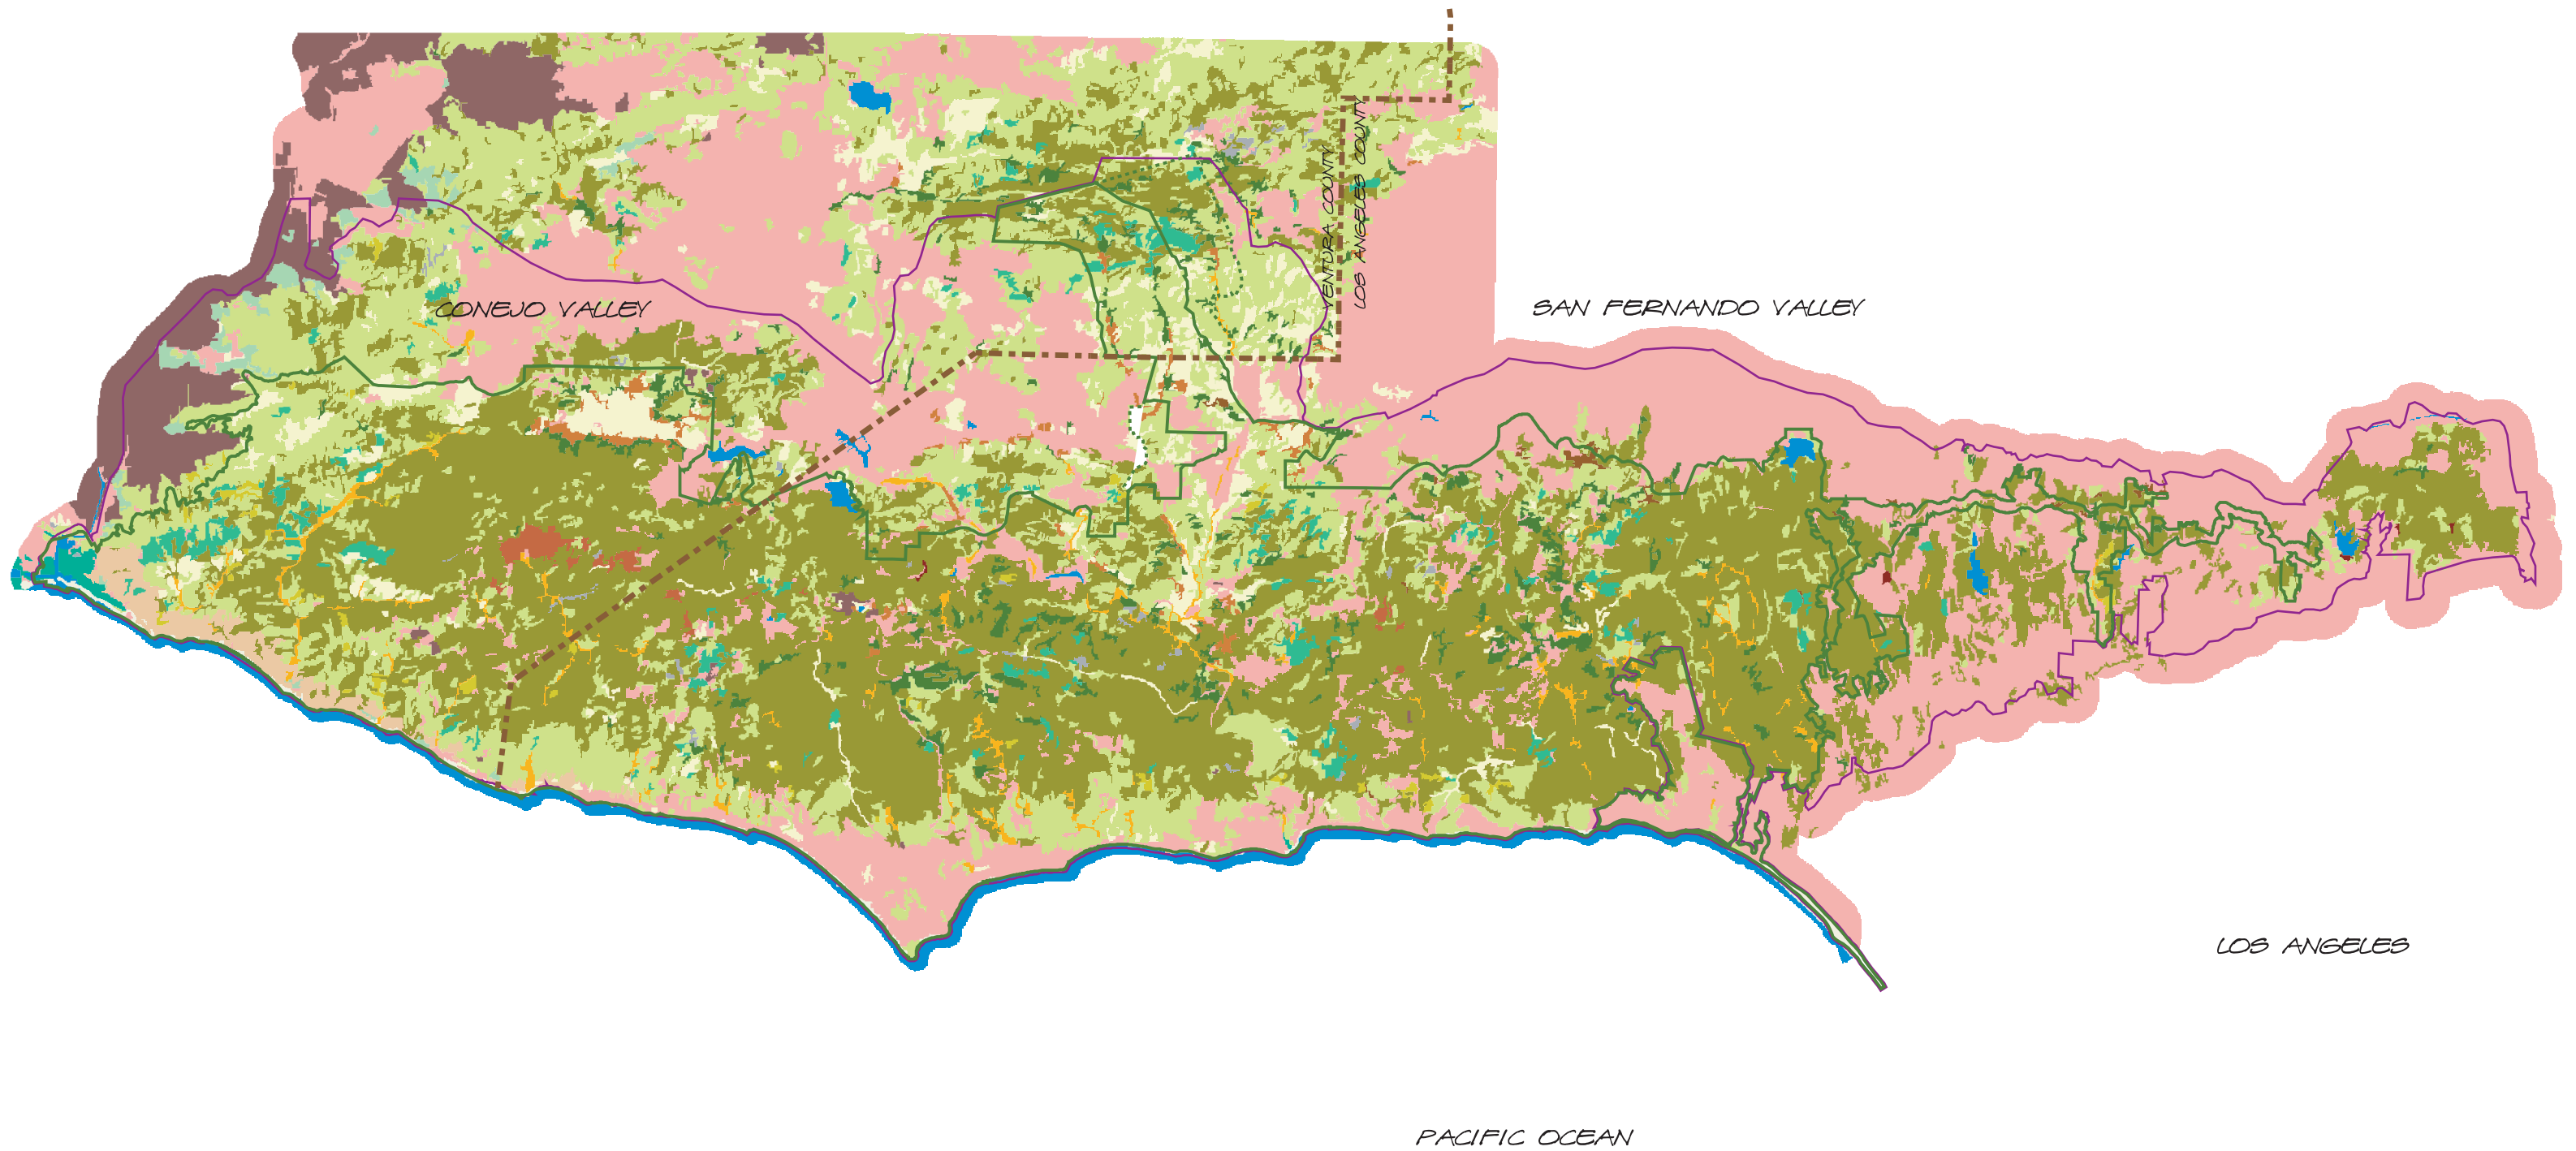 VENTURA COUNTY
LOS ANGELES COUNTY
CONEJO VALLEY
SAN FERNANDO VALLEY
LOS ANGELES
PACIFIC OCEAN